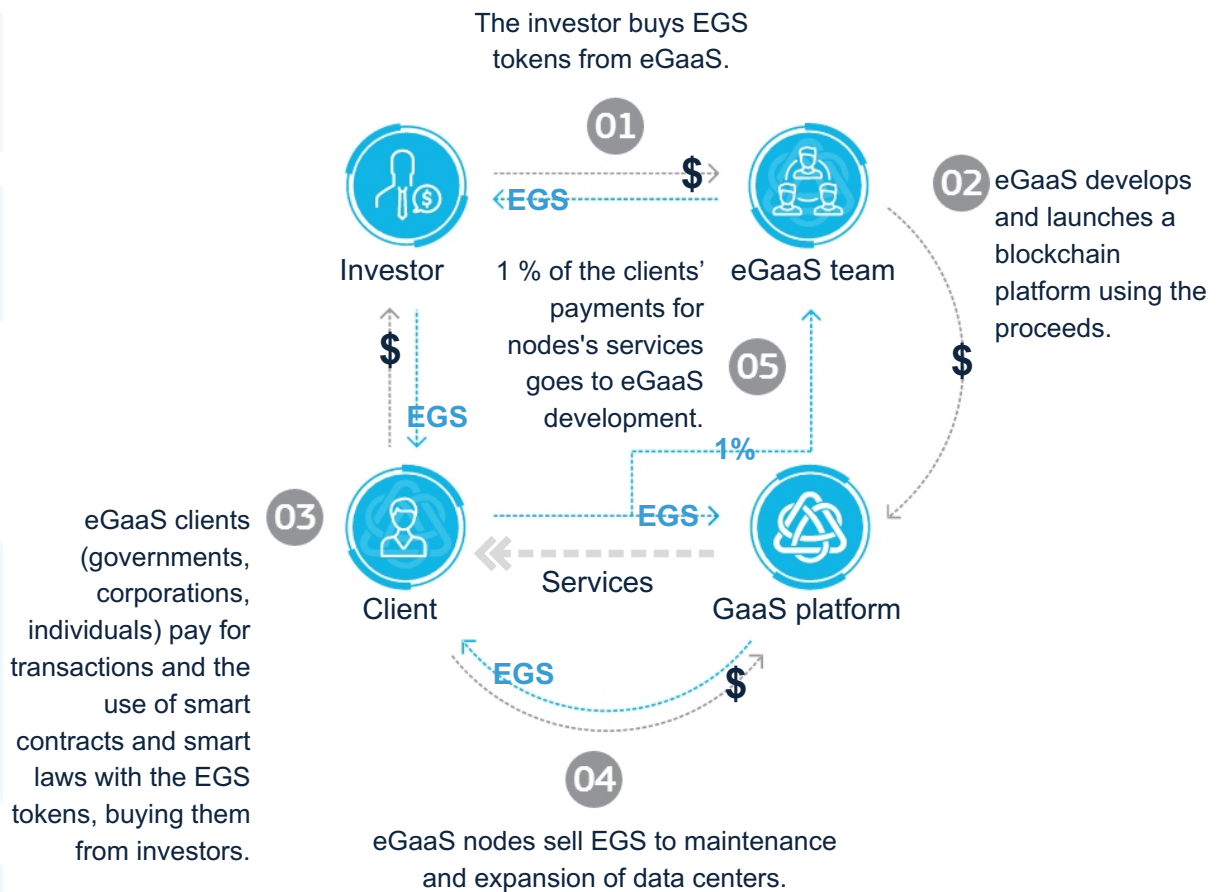 The investor buys EGS
tokens from eGaaS.
01
$
EGS
Investor
eGaaS team
02
eGaaS develops
and launches a
blockchain
platform using the
proceeds.
$
1 % of the clients’
payments for
nodes's services
goes to eGaaS
development.
05
$
EGS
1%
EGS
Services
Client
GaaS platform
03
eGaaS clients
(governments,
corporations,
individuals) pay for
transactions and the
use of smart
contracts and smart
laws with the EGS
tokens, buying them
from investors.
EGS
$
04
eGaaS nodes sell EGS to maintenance
and expansion of data centers.